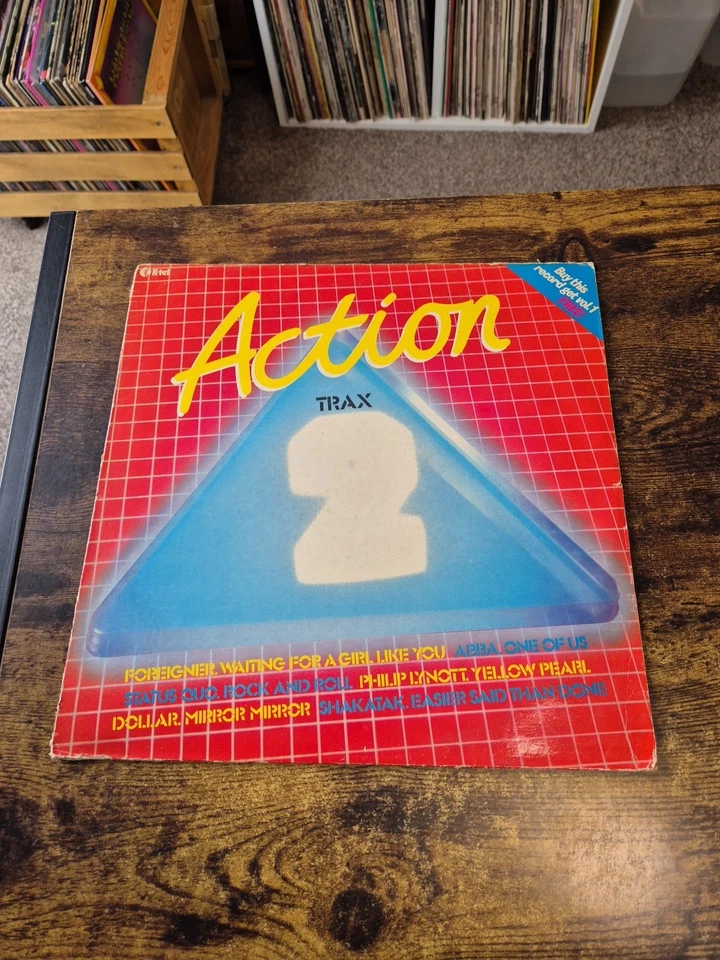 K-tel
Buy this
record get vol.1
FREE
Action
TRAX
2
FOREIGNER. WAITING FOR A GIRL LIKE YOU ABBA. ONE OF US
STATUS QUO. ROCK AND ROLL PHILIP LYNOTT. YELLOW PEARL
DOLLAR. MIRROR MIRROR SHAKATAK. EASIER SAID THAN DONE